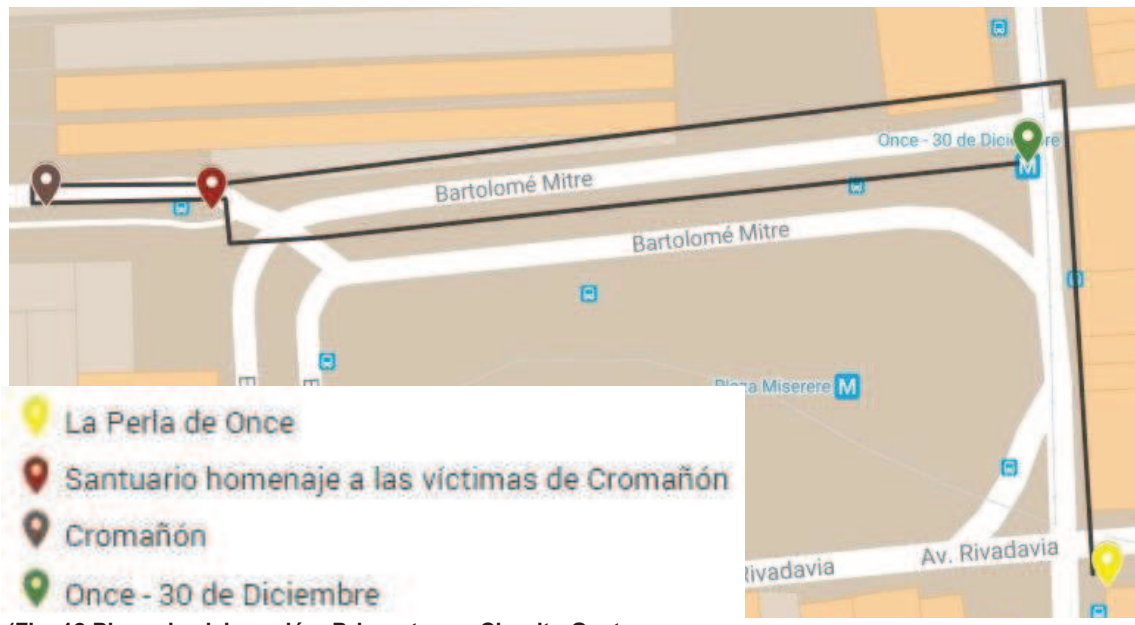 Once - 30 de Diciembre
M
Bartolomé Mitre
Bartolomé Mitre
Plaza Miserere M
E
E
La Perla de Once
Santuario homenaje a las víctimas de Cromañón
Cromañón
Once - 30 de Diciembre
Rivadavia
Av. Rivadavia